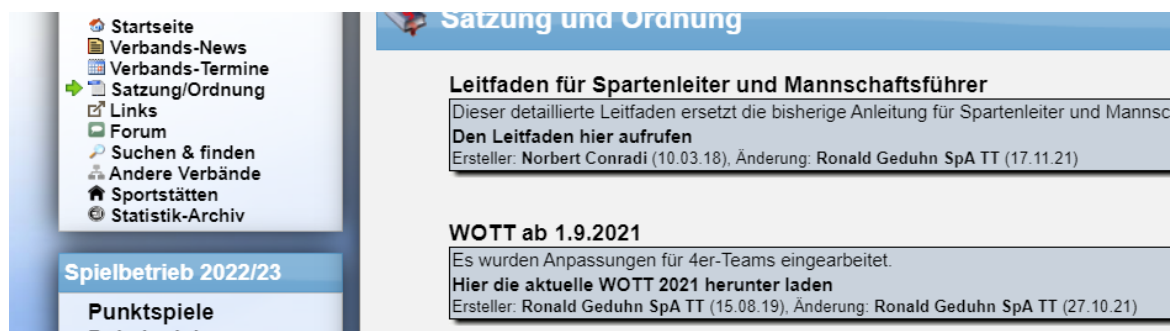 Startseite
Verbands-News
Verbands-Termine
Satzung/Ordnung
Links
Forum
Suchen & finden
Andere Verbände
Sportstätten
Statistik-Archiv
Spielbetrieb 2022/23
Punktspiele
Satzung und Ordnung
Leitfaden für Spartenleiter und Mannschaftsführer
Dieser detaillierte Leitfaden ersetzt die bisherige Anleitung für Spartenleiter und
Den Leitfaden hier aufrufen
Ersteller: Norbert Conradi (10.03.18), Änderung: Ronald Geduhn SpA TT (17.11.21)
WOTT ab 1.9.2021
Es wurden Anpassungen für 4er-Teams eingearbeitet.
Hier die aktuelle WOTT 2021 herunter laden
Ersteller: Ronald Geduhn SpA TT (15.08.19), Änderung: Ronald Geduhn SpA TT (27.10.21)